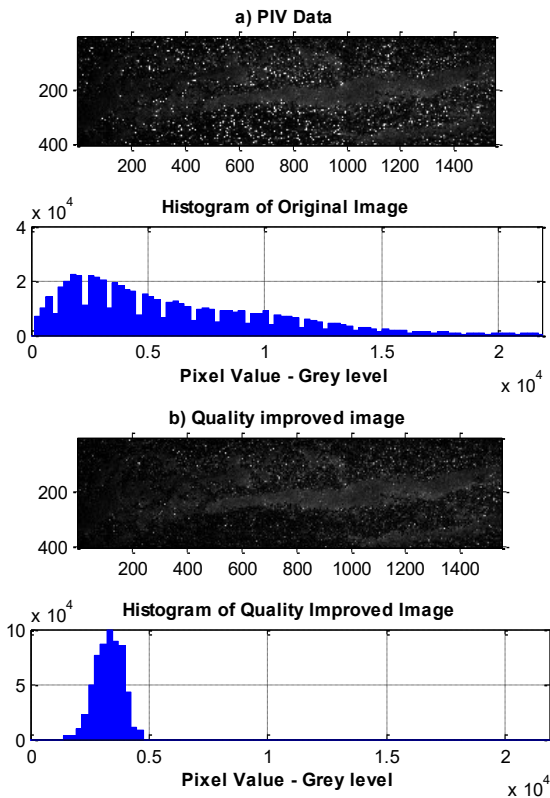 a) PIV Data
200
400
200 400 600 800 1000 1200 1400
x 10^4
Histogram of Original Image
4
2
0
0 0.5 1 1.5 2
Pixel Value - Grey level
x 10^4
b) Quality improved image
200
400
200 400 600 800 1000 1200 1400
x 10^4
Histogram of Quality Improved Image
10
5
0
0 0.5 1 1.5 2
Pixel Value - Grey level
x 10^4